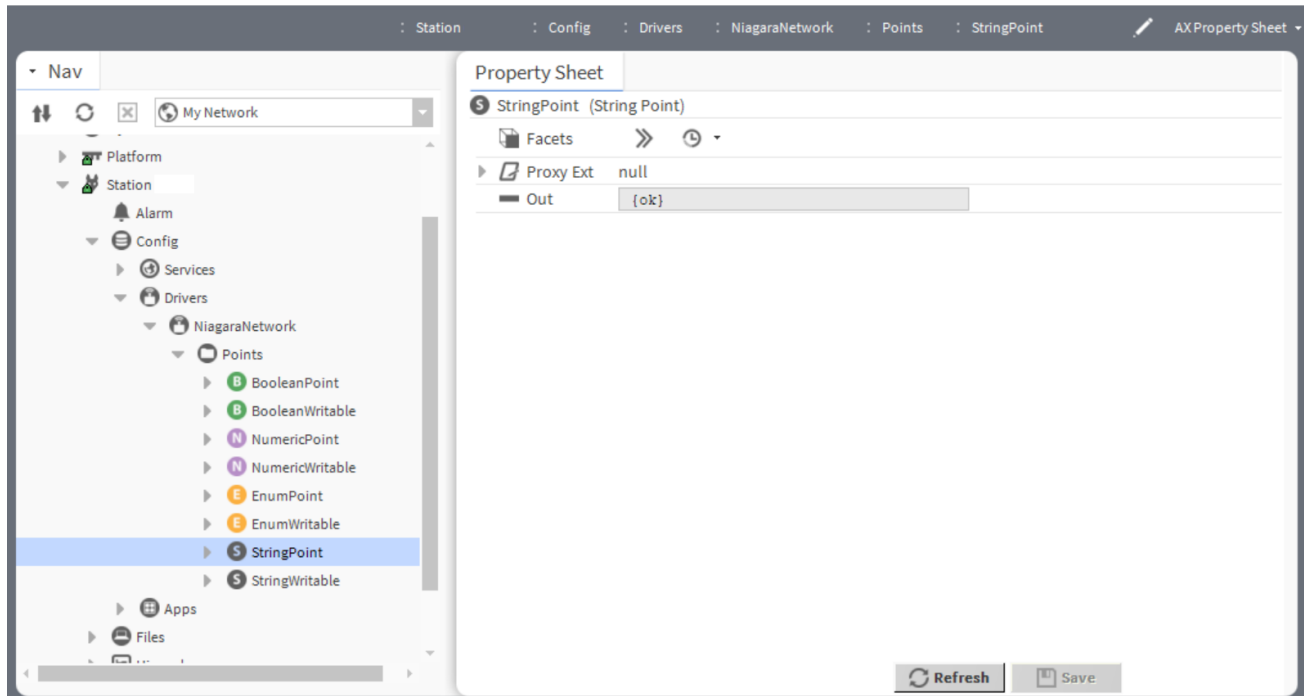 : Station : Config : Drivers : NiagaraNetwork : Points : StringPoint AX Property Sheet
Nav
My Network
Platform
Station
Alarm
Config
Services
Drivers
NiagaraNetwork
Points
BooleanPoint
BooleanWritable
NumericPoint
NumericWritable
EnumPoint
EnumWritable
StringPoint
StringWritable
Apps
Files
Property Sheet
StringPoint (String Point)
Facets
Proxy Ext null
Out {ok}
Refresh Save